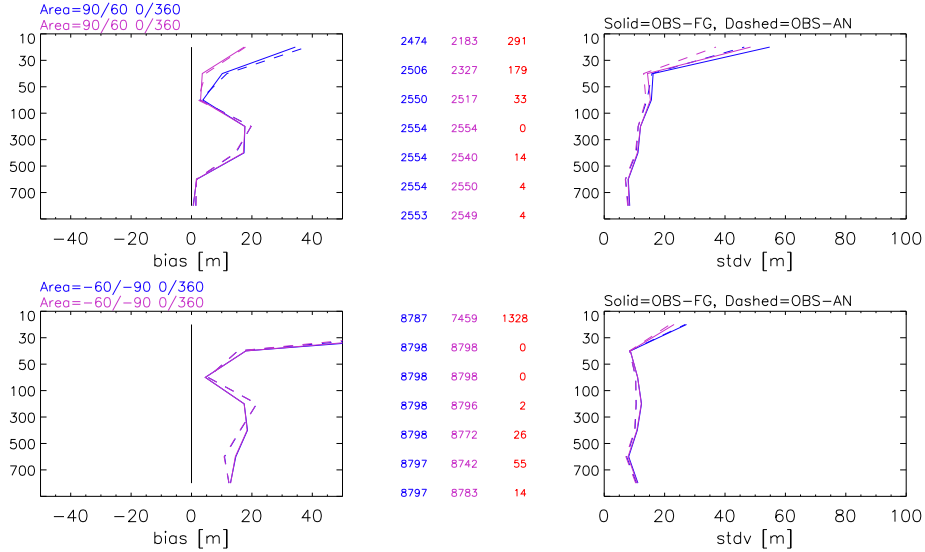 Area=90/60 0/360
Area=90/60 0/360
Solid=OBS−FG, Dashed=OBS−AN
10
30
50
100
300
500
700
−40 −20 0 20 40
bias [m]
2474 2183 291
2506 2327 179
2550 2517 33
2554 2554 0
2554 2540 14
2554 2550 4
2553 2549 4
10
30
50
100
300
500
700
0 20 40 60 80 100
stdv [m]
Area=−60/−90 0/360
Area=−60/−90 0/360
Solid=OBS−FG, Dashed=OBS−AN
10
30
50
100
300
500
700
−40 −20 0 20 40
bias [m]
8787 7459 1328
8798 8798 0
8798 8798 0
8798 8796 2
8798 8772 26
8797 8742 55
8797 8783 14
10
30
50
100
300
500
700
0 20 40 60 80 100
stdv [m]